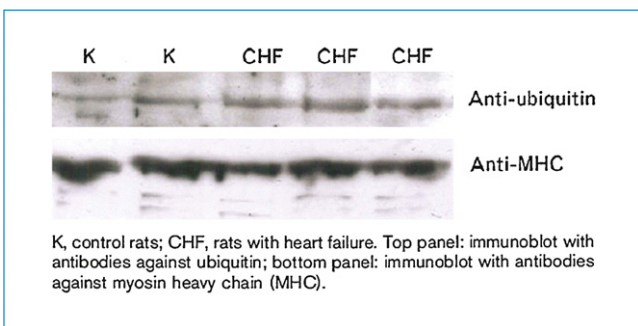 K K CHF CHF CHF
Anti-ubiquitin
Anti-MHC
K, control rats; CHF, rats with heart failure. Top panel: immunoblot with
antibodies against ubiquitin; bottom panel: immunoblot with antibodies
against myosin heavy chain (MHC).